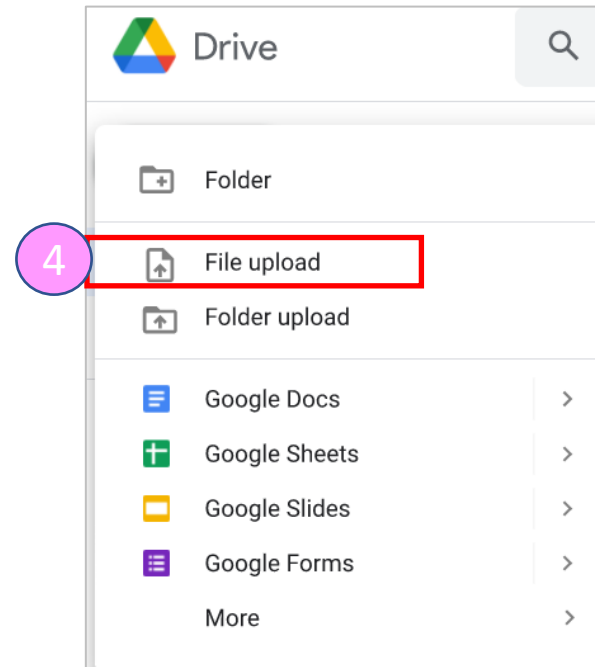 Drive
Folder
4
File upload
Folder upload
Google Docs
Google Sheets
Google Slides
Google Forms
More